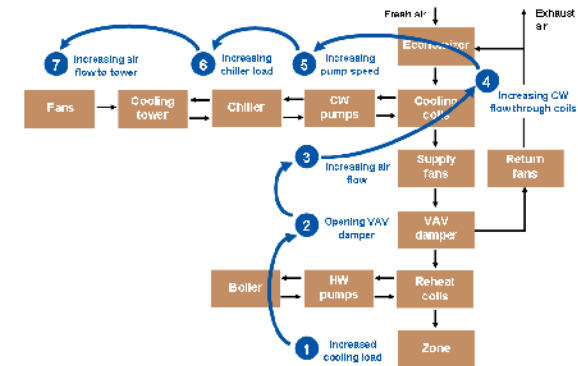 Fresh air
Exhaust
air
7
Increasing air
flow to tower
6
Increasing
chiller load
5
Increasing
pump speed
Economizer
4
Increasing CW
flow through coils
Fans
Cooling
tower
Chiller
CW
pumps
Cooling
coils
3
Increasing air
flow
Supply
fans
Return
fans
2
Opening VAV
damper
VAV
damper
Boiler
HW
pumps
Reheat
coils
1
Increased
cooling load
Zone